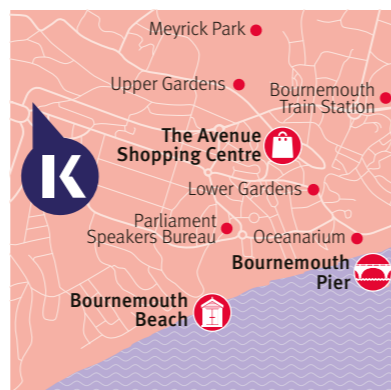 Meyrick Park
Upper Gardens
Bournemouth
Train Station
The Avenue
Shopping Centre
K
Lower Gardens
Parliament
Speakers Bureau
Oceanarium
Bournemouth
Pier
Bournemouth
Beach